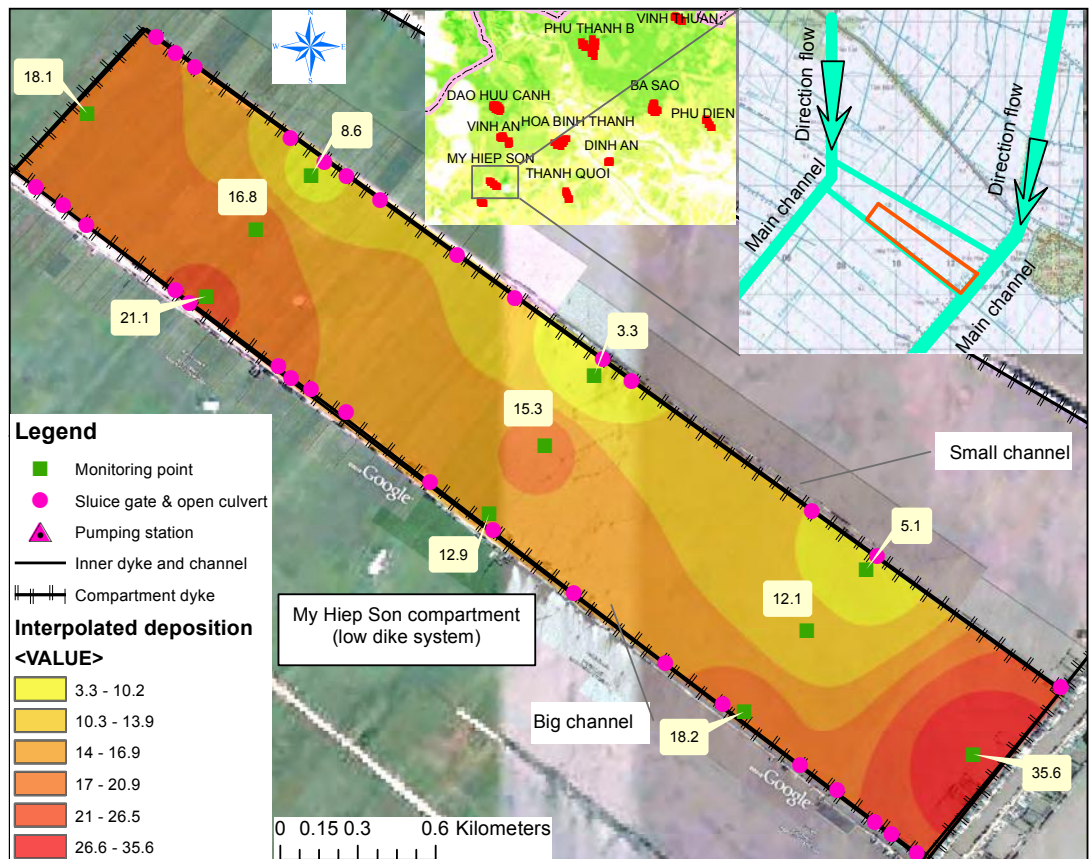 N
W
E
S
18.1
8.6
16.8
21.1
3.3
15.3
12.9
5.1
12.1
18.2
35.6
VINH THUAN
PHU THANH B
DAO HUU CANH
BA SAO
VINH AN
HOA BINH THANH
PHU DIEN
DINH AN
MY HIEP SON
THANH QUOI
Direction flow
Direction flow
Main channel
Main channel
Small channel
Big channel
My Hiep Son compartment
(low dike system)
Google
Google
Legend
Monitoring point
Sluice gate & open culvert
Pumping station
Inner dyke and channel
Compartment dyke
Interpolated deposition
<VALUE>
3.3 - 10.2
10.3 - 13.9
14 - 16.9
17 - 20.9
21 - 26.5
26.6 - 35.6
0 0.15 0.3 0.6 Kilometers